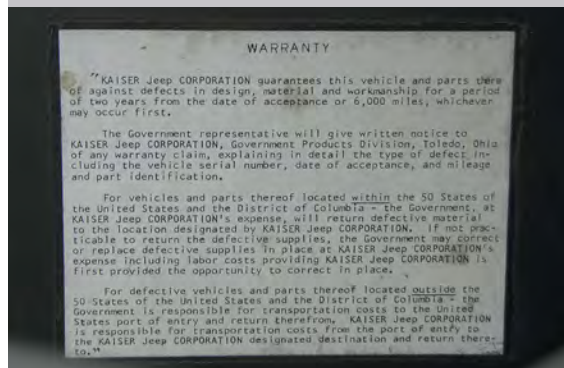 WARRANTY
"KAISER Jeep CORPORATION guarantees this vehicle and parts there
of against defects in design, material and workmanship for a period
of two years from the date of acceptance or 6,000 miles, whichever
may occur first.
The Government representative will give written notice to
KAISER Jeep CORPORATION, Government Products Division, Toledo, Ohio
of any warranty claim, explaining in detail the type of defect in-
cluding the vehicle serial number, date of acceptance, and mileage
and part identification.
For vehicles and parts thereof located within the 50 States of
the United States and the District of Columbia - the Government, at
KAISER Jeep CORPORATION'S expense, will return defective material
to the location designated by KAISER Jeep CORPORATION. If not prac-
ticable to return the defective supplies, the Government may correct
or replace defective supplies in place at KAISER Jeep CORPORATION'S
expense including labor costs providing KAISER Jeep CORPORATION is
first provided the opportunity to correct in place.
For defective vehicles and parts thereof located outside the
50 States of the United States and the District of Columbia - the
Government is responsible for transportation costs to the United
States port of entry and return therefrom. KAISER Jeep CORPORATION
is responsible for transportation costs from the port of entry to
the KAISER Jeep CORPORATION designated destination and return there-
to."